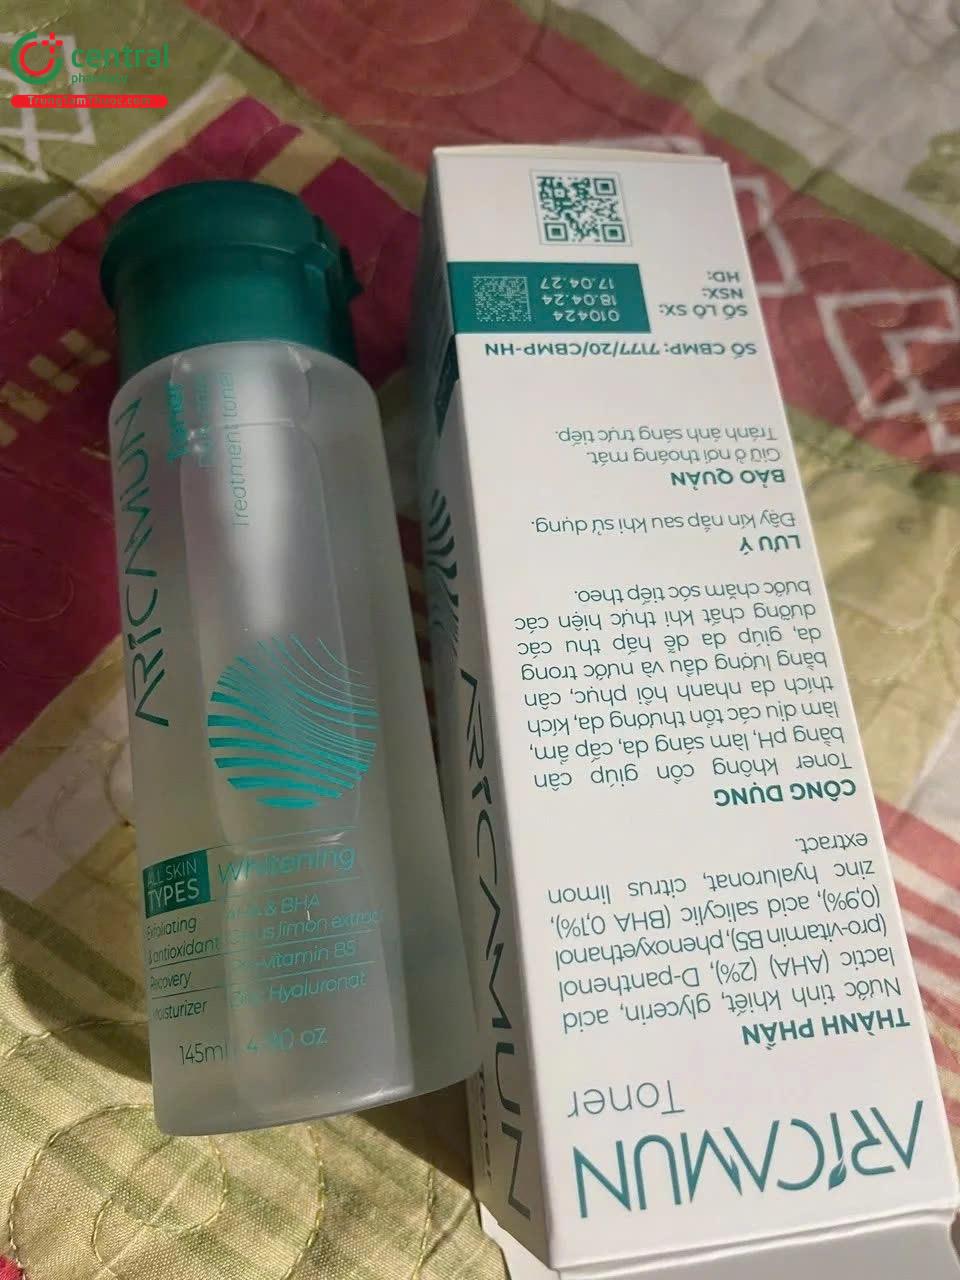 central
pharmacy
Trungtamthuoc.com
ARICAMUN
Toner
Treatment toner
ALL SKIN
TYPES
Whitening
Exfoliating
& antioxidant
AHA & BHA
Citrus limon extract
Recovery
Pro-vitamin B5
Moisturizer
Zinc Hyaluronat
145ml
oz
ARICAMUN
Toner
ARICAMUN
Toner
THÀNH PHẦN
Nước tinh khiết, glycerin, acid
lactic (AHA) (2%), D-panthenol
(pro-vitamin B5), phenoxyethanol
(0.9%), acid salicylic (BHA 0,1%),
zinc hyaluronat, citrus limon
extract.
CÔNG DỤNG
Toner không cồn giúp cân
bằng pH, làm sáng da, cấp ẩm,
làm dịu các tổn thương da, kích
thích da nhanh hồi phục, cân
bằng lượng dầu và nước trong
da, giúp da dễ hấp thu các
dưỡng chất khi thực hiện các
bước chăm sóc tiếp theo.
LƯU Ý
Đậy kín nắp sau khi sử dụng.
BẢO QUẢN
Giữ ở nơi thoáng mát.
Tránh ánh sáng trực tiếp.
SỐ CBMP: 7177/20/CBMP-HN
SỐ LÔ SX: 010424
NSX: 18.04.24
HD: 17.04.27